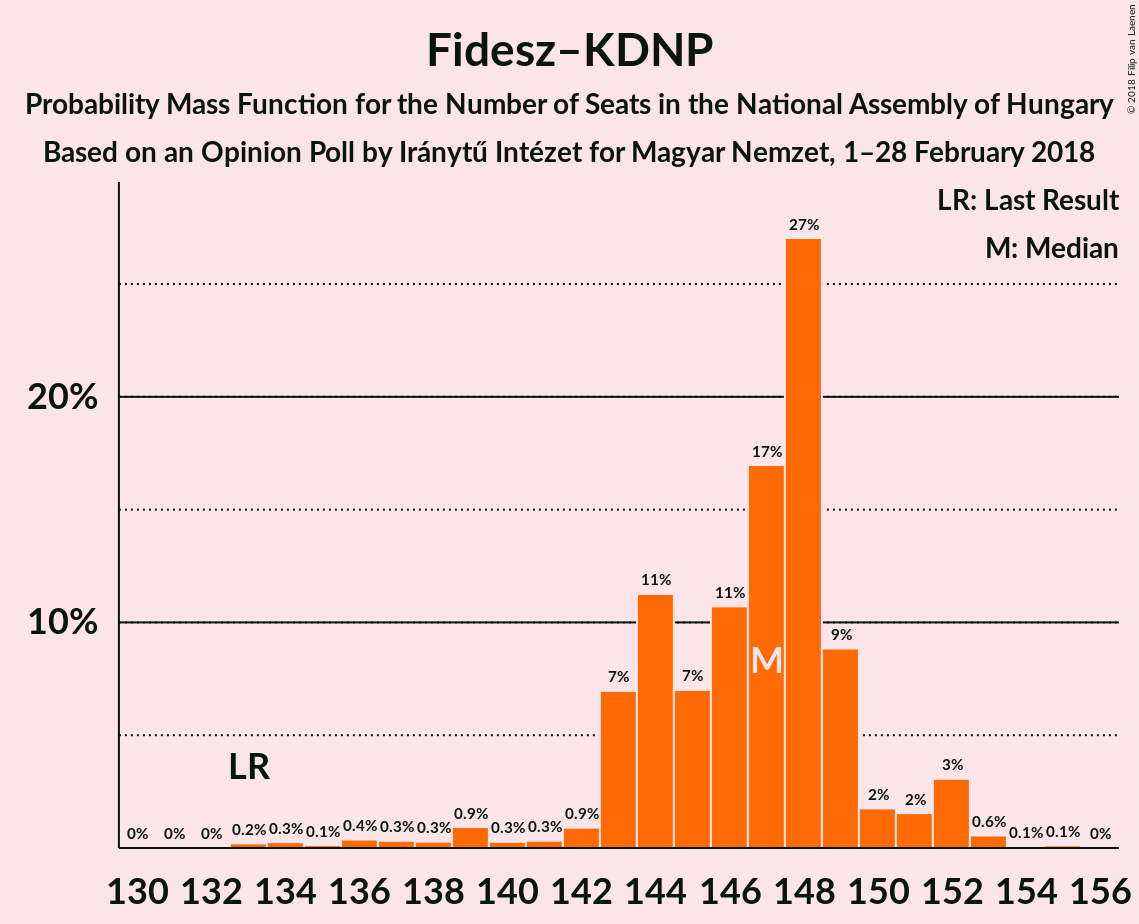 Fidesz–KDNP
Probability Mass Function for the Number of Seats in the National Assembly of Hungary
Based on an Opinion Poll by Iránytű Intézet for Magyar Nemzet, 1–28 February 2018
© 2018 Filip van Laenen
LR: Last Result
M: Median
20%
10%
0% 0% 0% 0.2% 0.3% 0.1% 0.4% 0.3% 0.3% 0.9% 0.3% 0.3% 0.9% 7% 11% 7% 11% 17% 27% 9% 2% 2% 3% 0.6% 0.1% 0.1% 0%
LR
M
130 132 134 136 138 140 142 144 146 148 150 152 154 156